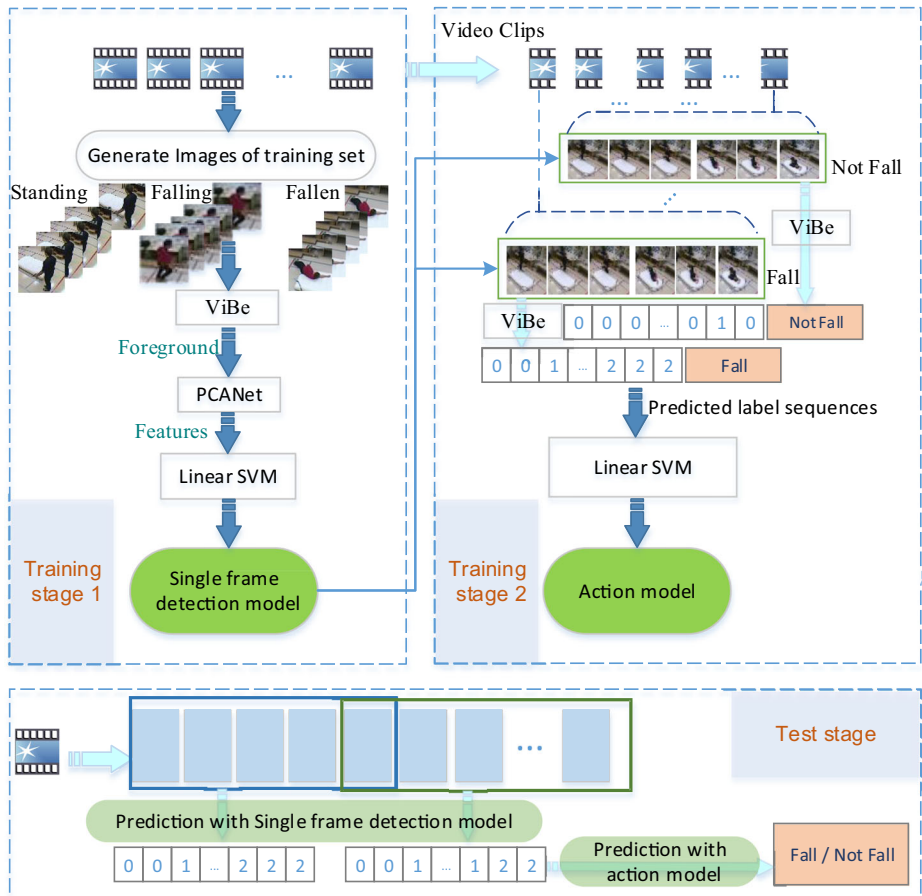 Video Clips
...
Generate Images of training set
Standing
Falling
Fallen
ViBe
Foreground
PCANet
Features
Linear SVM
Single frame
detection model
Training
stage 1
...
... ...
Not Fall
ViBe
...
Fall
ViBe
0 0 0 ... 0 1 0
Not Fall
0 0 1 ... 2 2 2
Fall
Predicted label sequences
Linear SVM
Action model
Training
stage 2
Test stage
...
Prediction with Single frame detection model
0 0 1 ... 2 2 2
0 0 1 ... 1 2 2
Prediction with
action model
Fall / Not Fall